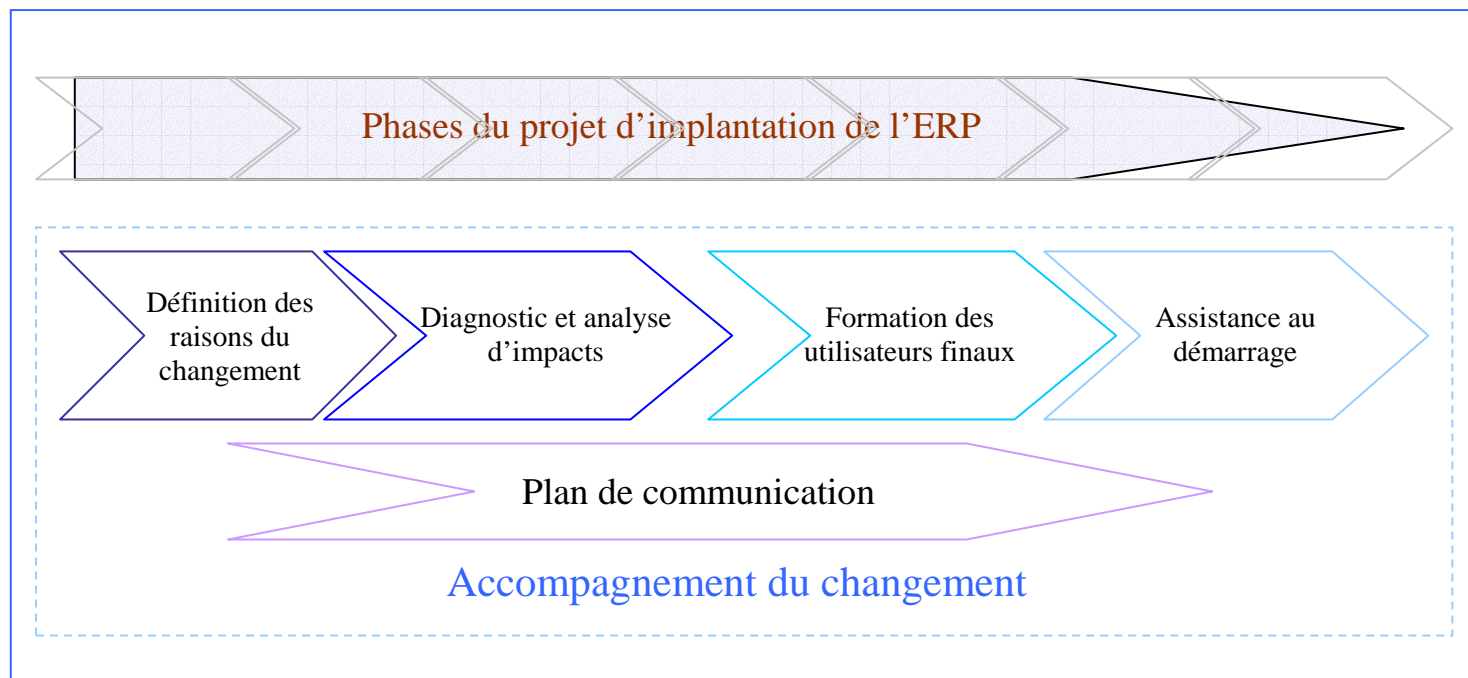 Phases du projet d’implantation de l’ERP
Définition des
raisons du
changement
Diagnostic et analyse
d’impacts
Formation des
utilisateurs finaux
Assistance au
démarrage
Plan de communication
Accompagnement du changement